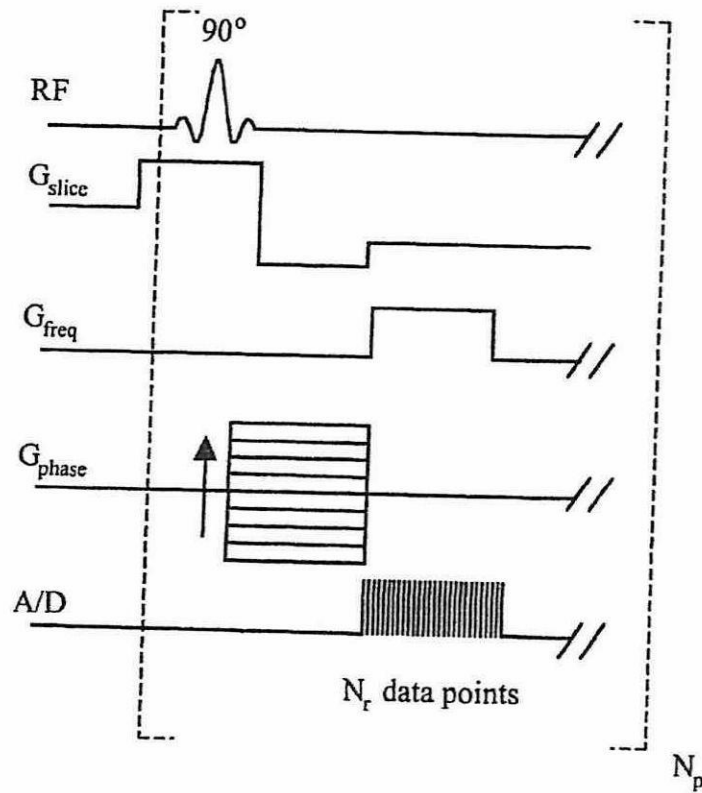 90°
RF
G_slice
G_freq
G_phase
A/D
N_r data points
N_p